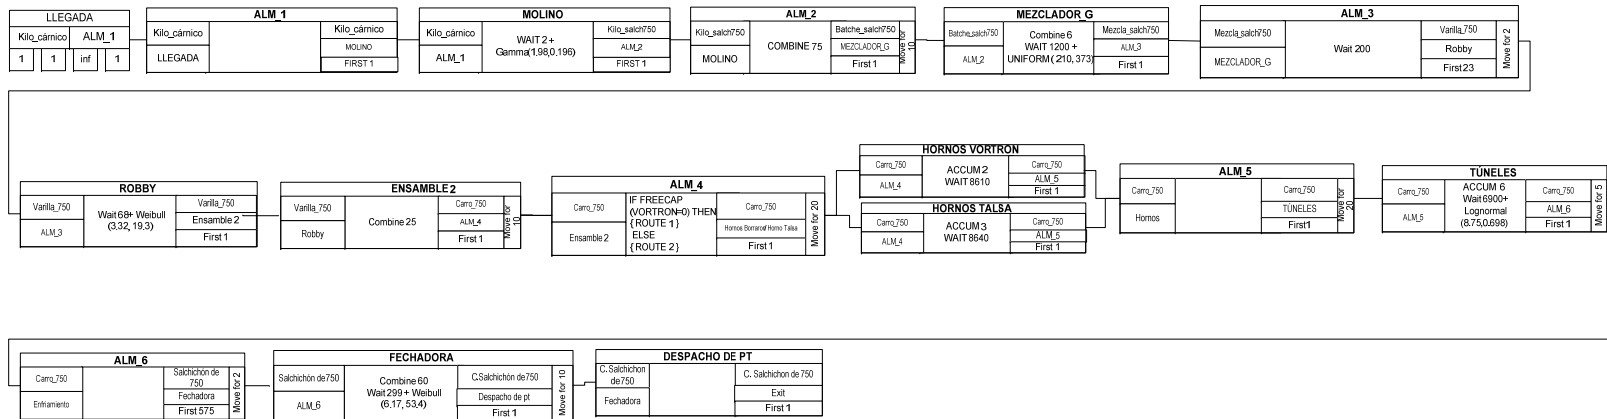 LLEGADA
Kilo_cárnico ALM_1
1 1 inf 1
ALM_1
Kilo_cárnico
LLEGADA
Kilo_cárnico
MOLINO
FIRST 1
MOLINO
Kilo_cárnico
ALM_1
WAIT 2 +
Gamma(1,98,0,196)
Kilo_salch750
ALM_2
FIRST 1
ALM_2
Kilo_salch750
MOLINO
COMBINE 75
Batche_salch750
MEZCLADOR_G
First 1
Move for 10
MEZCLADOR_G
Batche_salch750
ALM_2
Combine 6
WAIT 1200 +
UNIFORM ( 210, 373)
Mezcla_salch750
ALM_3
First 1
ALM_3
Mezcla_salch750
MEZCLADOR_G
Wait 200
Varilla_750
Robby
First 23
Move for 2
ROBBY
Varilla_750
ALM_3
Wait 68+ Weibull
(3,32, 19,3)
Varilla_750
Ensamble 2
First 1
ENSAMBLE 2
Varilla_750
Robby
Combine 25
Carro_750
ALM_4
First 1
Move for 10
ALM_4
Carro_750
Ensamble 2
IF FREECAP
(VORTRON=0) THEN
{ ROUTE 1}
ELSE
{ ROUTE 2}
Carro_750
Talsa
First 1
Move for 20
HORNOS VORTRON
Carro_750
ALM_4
ACCUM 2
WAIT 8610
Carro_750
ALM_5
First 1
HORNOS TALSA
Carro_750
ALM_4
ACCUM 3
WAIT 8640
Carro_750
ALM_5
First 1
ALM_5
Carro_750
Hornos
Carro_750
TÚNELES
First1
Move for 20
TÚNELES
Carro_750
ALM_5
ACCUM 6
Wait 6900+
Lognormal
(8.75,0.698)
Carro_750
ALM_6
First 1
Move for 5
ALM_6
Carro_750
Enfriamiento
Salchichón de
750
Fechadora
First 575
Move for 2
FECHADORA
Salchichón de 750
ALM_6
Combine 60
Wait 299 + Weibull
(6.17, 53,4)
C.Salchichón de 750
Despacho de pt
First 1
Move for 10
DESPACHO DE PT
C. Salchichon
de 750
Fechadora
C. Salchichon de 750
Exit
First 1